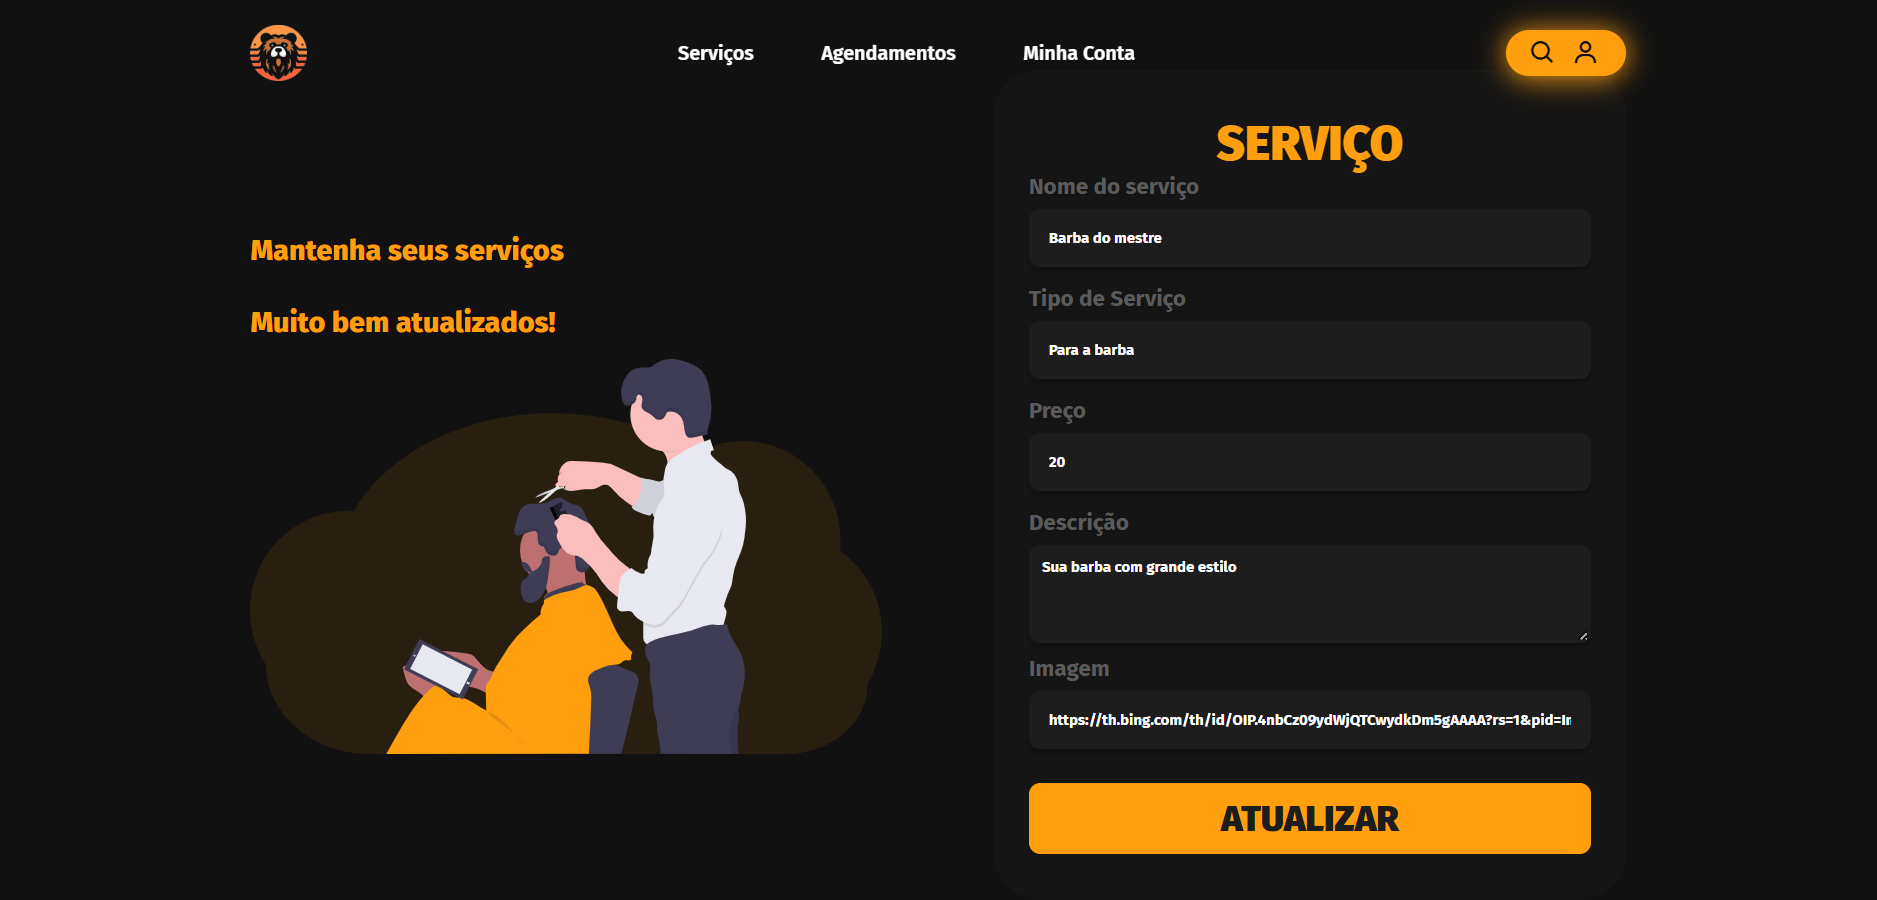 Serviços
Agendamentos
Minha Conta
Mantenha seus serviços
Muito bem atualizados!
SERVIÇO
Nome do serviço
Barba do mestre
Tipo de Serviço
Para a barba
Preço
20
Descrição
Sua barba com grande estilo
Imagem
https://th.bing.com/th/id/OIP.4nbCz09ydWjQTCwydkDm5gAAAA?rs=1&pid=Ir
ATUALIZAR